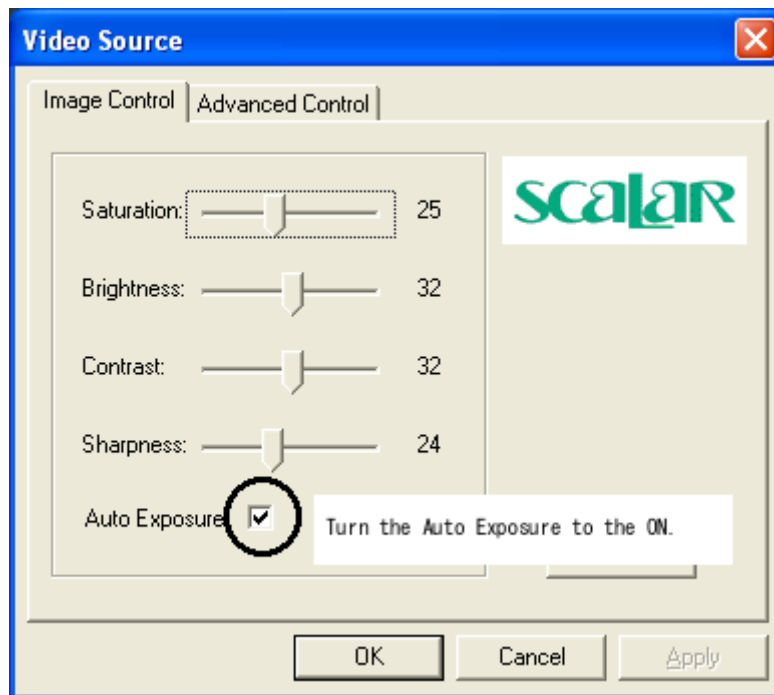 Video Source
Image Control Advanced Control
Saturation: 25
scalar
Brightness: 32
Contrast: 32
Sharpness: 24
Auto Exposure
Turn the Auto Exposure to the ON.
OK Cancel Apply